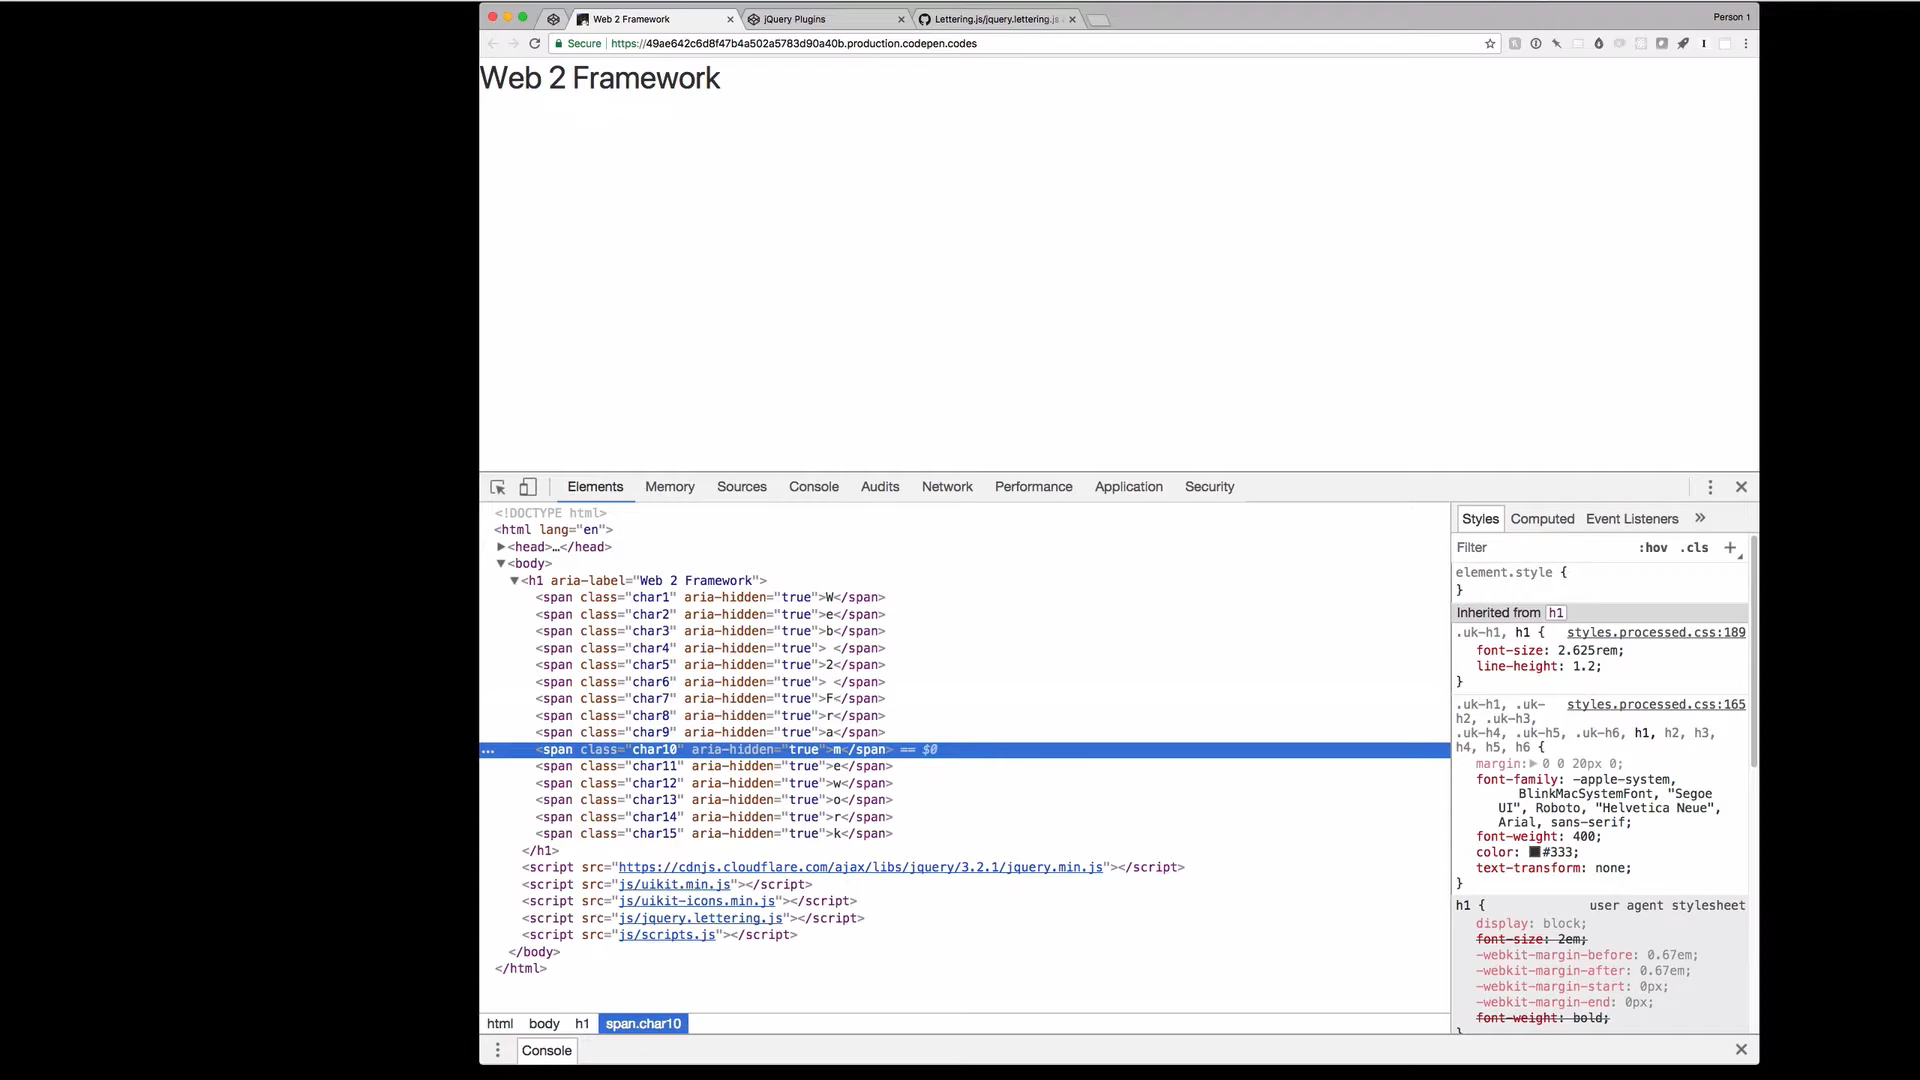 Web 2 Framework
jQuery Plugins
Lettering.js/jquery.lettering.js
Person 1
Secure
https://49ae642c6d8f47b4a502a5783d90a40b.production.codepen.codes
Web 2 Framework
Elements Memory Sources Console Audits Network Performance Application Security
<!DOCTYPE html>
<html lang="en">
<head>…</head>
<body>
<h1 aria-label="Web 2 Framework">
<span class="char1" aria-hidden="true">W</span>
<span class="char2" aria-hidden="true">e</span>
<span class="char3" aria-hidden="true">b</span>
<span class="char4" aria-hidden="true"> </span>
<span class="char5" aria-hidden="true">2</span>
<span class="char6" aria-hidden="true"> </span>
<span class="char7" aria-hidden="true">F</span>
<span class="char8" aria-hidden="true">r</span>
<span class="char9" aria-hidden="true">a</span>
... <span class="char10" aria-hidden="true">m</span> == $0
<span class="char11" aria-hidden="true">e</span>
<span class="char12" aria-hidden="true">w</span>
<span class="char13" aria-hidden="true">o</span>
<span class="char14" aria-hidden="true">r</span>
<span class="char15" aria-hidden="true">k</span>
</h1>
<script src="https://cdnjs.cloudflare.com/ajax/libs/jquery/3.2.1/jquery.min.js"></script>
<script src="js/uikit.min.js"></script>
<script src="js/uikit-icons.min.js"></script>
<script src="js/jquery.lettering.js"></script>
<script src="js/scripts.js"></script>
</body>
</html>
html body h1 span.char10
Console
Styles Computed Event Listeners »
Filter :hov .cls +
element.style {
}
Inherited from h1
.uk-h1, h1 { styles.processed.css:189
font-size: 2.625rem;
line-height: 1.2;
}
.uk-h1, .uk- styles.processed.css:165
h2, .uk-h3,
.uk-h4, .uk-h5, .uk-h6, h1, h2, h3,
h4, h5, h6 {
margin: 0 0 20px 0;
font-family: -apple-system,
BlinkMacSystemFont, "Segoe
UI", Roboto, "Helvetica Neue",
Arial, sans-serif;
font-weight: 400;
color: #333;
text-transform: none;
}
h1 { user agent stylesheet
display: block;
font-size: 2em;
-webkit-margin-before: 0.67em;
-webkit-margin-after: 0.67em;
-webkit-margin-start: 0px;
-webkit-margin-end: 0px;
font-weight: bold;
}